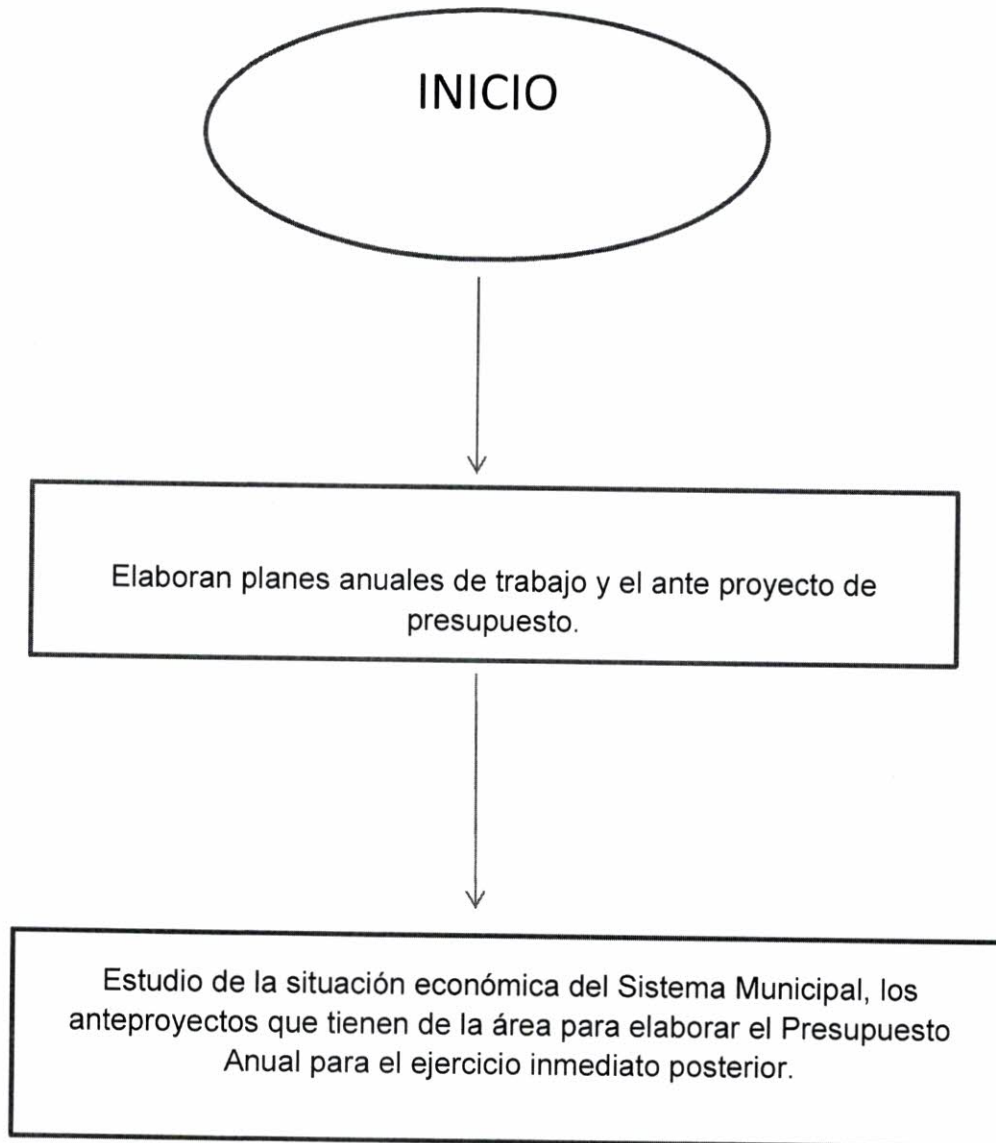 INICIO
Elaboran planes anuales de trabajo y el ante proyecto de
presupuesto.
Estudio de la situación económica del Sistema Municipal, los
anteproyectos que tienen de la área para elaborar el Presupuesto
Anual para el ejercicio inmediato posterior.